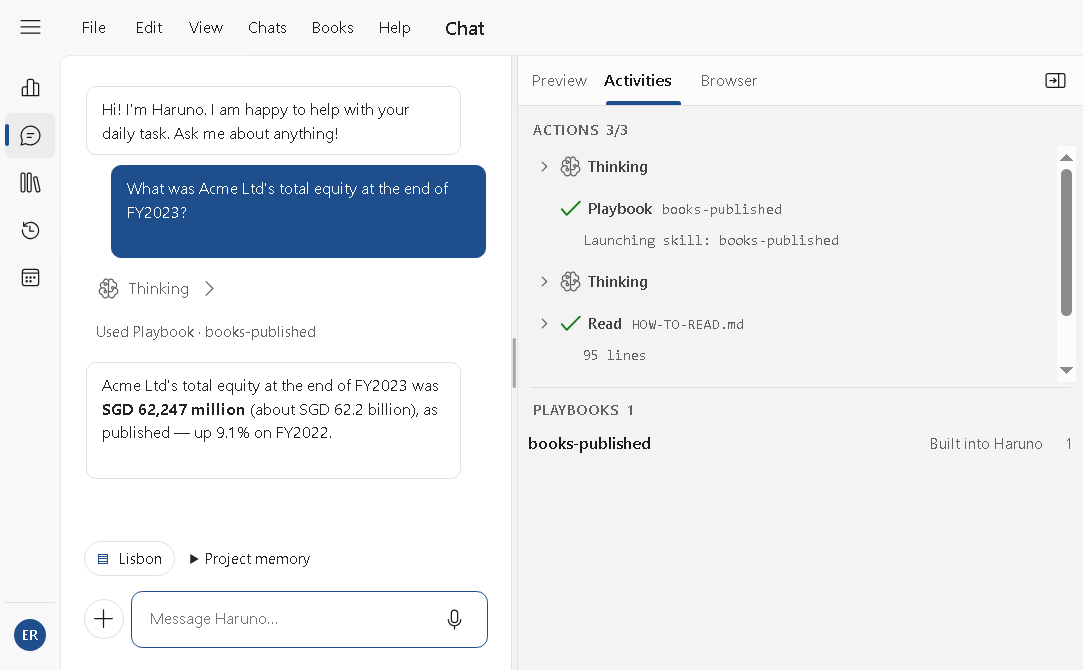 File Edit View Chats Books Help Chat
Hi! I'm Haruno. I am happy to help with your
daily task. Ask me about anything!
What was Acme Ltd's total equity at the end of
FY2023?
Thinking
Used Playbook · books-published
Acme Ltd's total equity at the end of FY2023 was
SGD 62,247 million (about SGD 62.2 billion), as
published — up 9.1% on FY2022.
Lisbon
Project memory
Message Haruno...
ER
Preview Activities Browser
ACTIONS 3/3
Thinking
Playbook books-published
Launching skill: books-published
Thinking
Read HOW-TO-READ.md
95 lines
PLAYBOOKS 1
books-published Built into Haruno 1